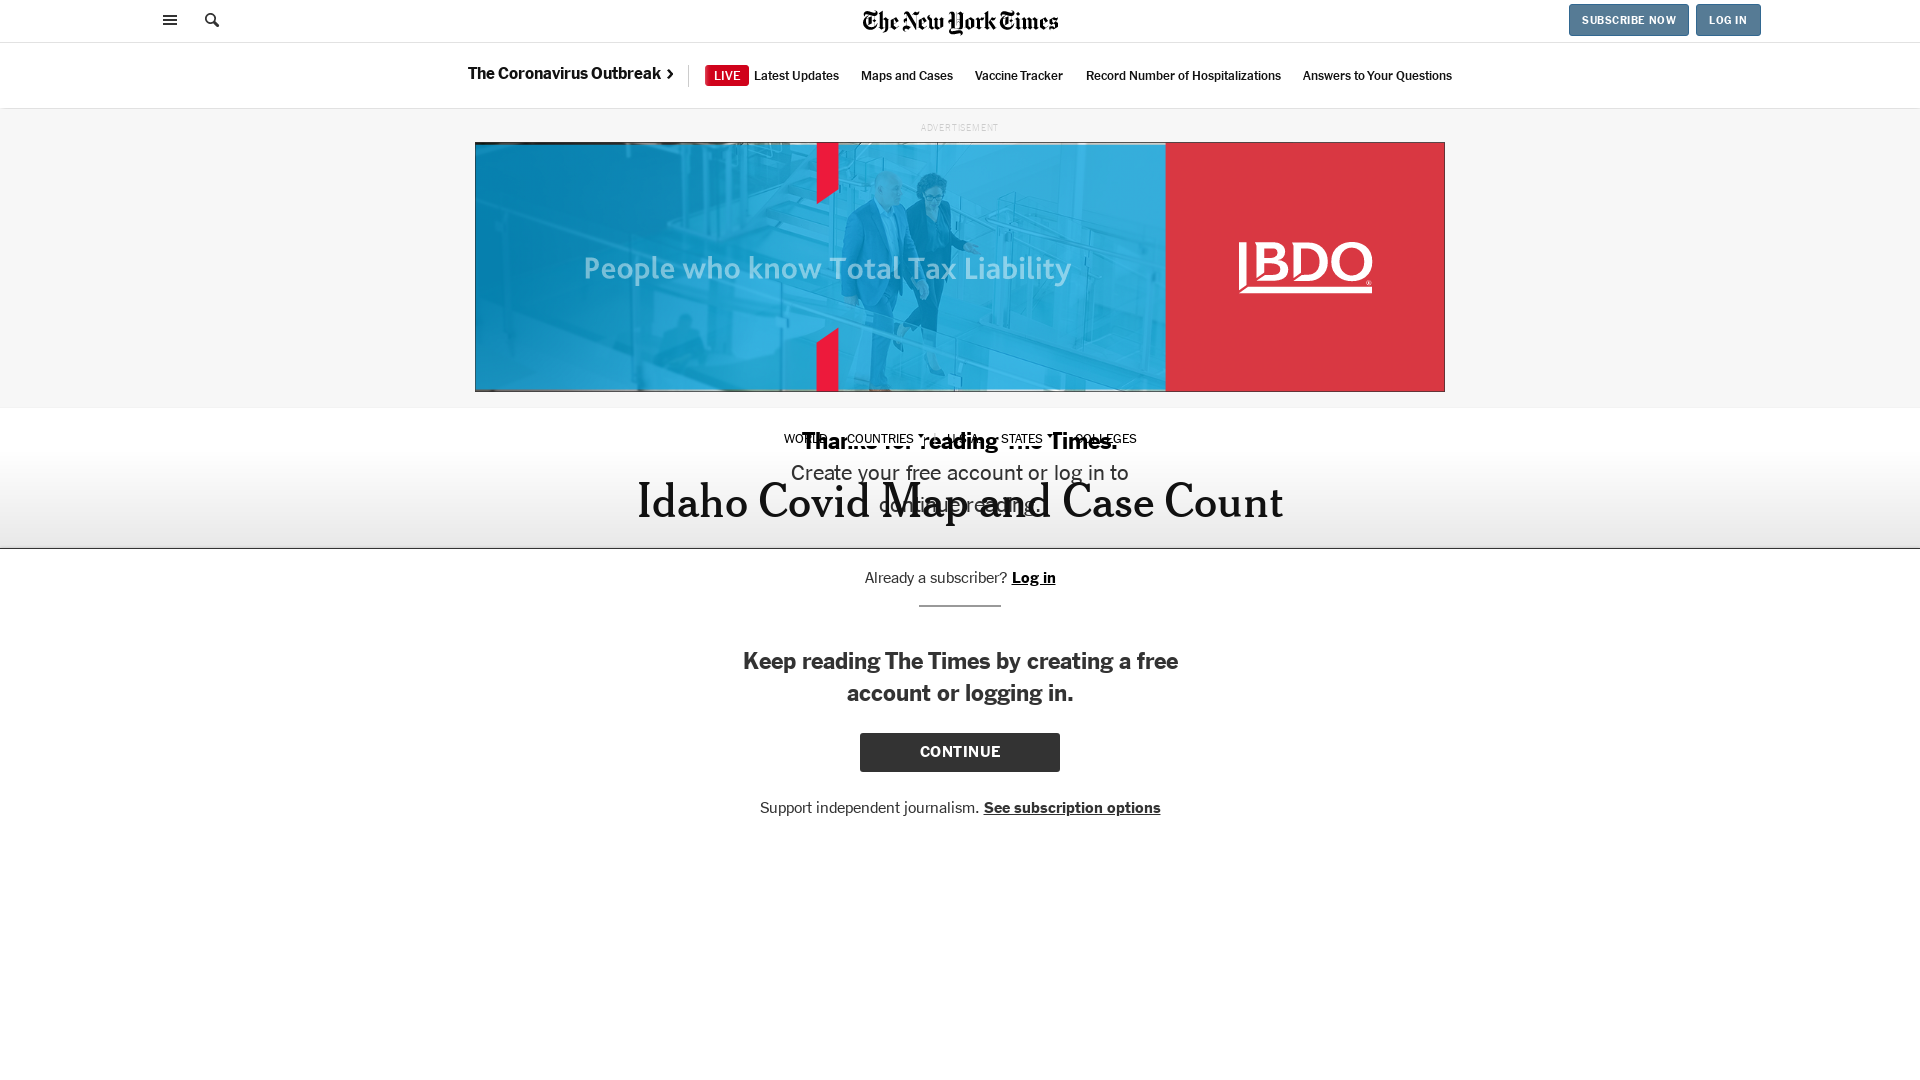 The New York Times
SUBSCRIBE NOW
LOG IN
The Coronavirus Outbreak
LIVE Latest Updates
Maps and Cases
Vaccine Tracker
Record Number of Hospitalizations
Answers to Your Questions
ADVERTISEMENT
People who know Total Tax Liability
BDO
®
Thanks for reading The Times.
WORLD
COUNTRIES
U.S.A.
STATES
COLLEGES
Create your free account or log in to
continue reading.
Idaho Covid Map and Case Count
Already a subscriber? Log in
Keep reading The Times by creating a free
account or logging in.
CONTINUE
Support independent journalism. See subscription options